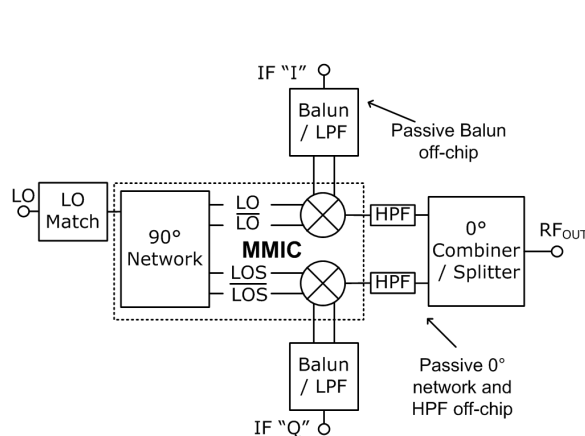 IF “I”
Balun
/ LPF
Passive Balun
off-chip
LO
LO
Match
90°
Network
LO
LO
MMIC
LOS
LOS
HPF
HPF
0°
Combiner
/ Splitter
RFOUT
Balun
/ LPF
IF “Q”
Passive 0°
network and
HPF off-chip